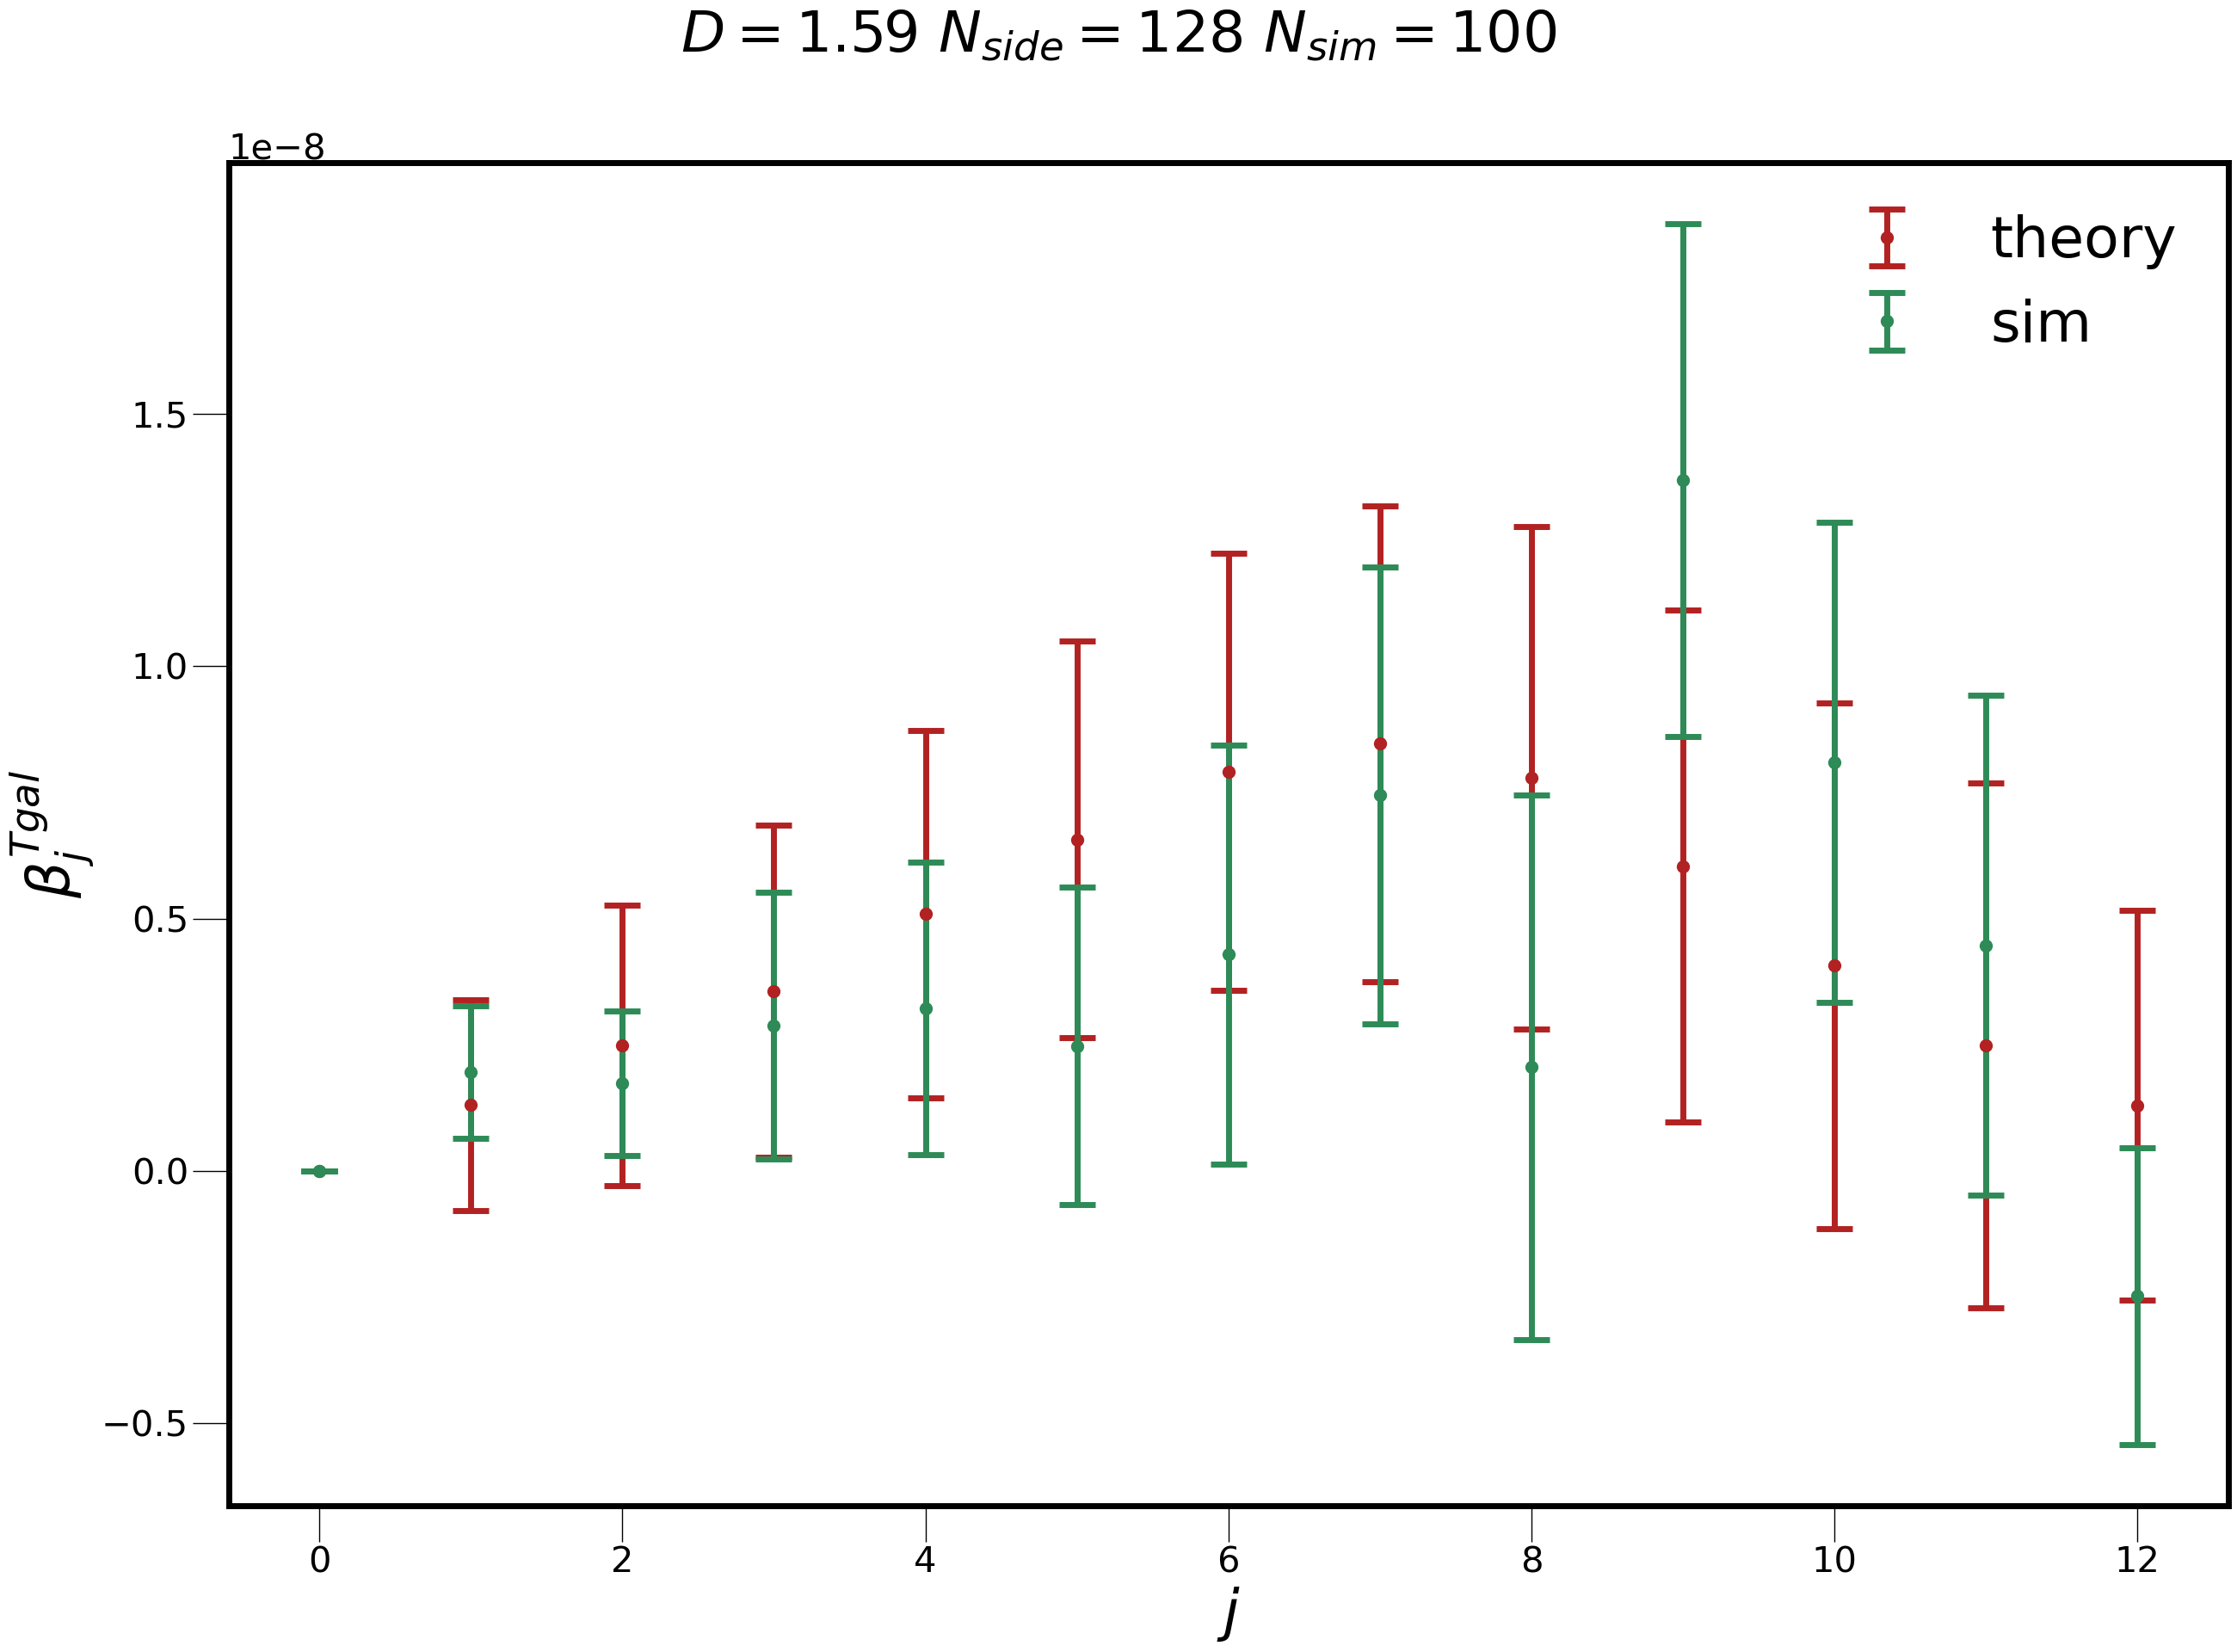 D = 1.59 N_side = 128 N_sim = 100
1e−8
theory
sim
1.5
1.0
0.5
0.0
−0.5
β_j^Tgal
0 2 4 6 8 10 12
j